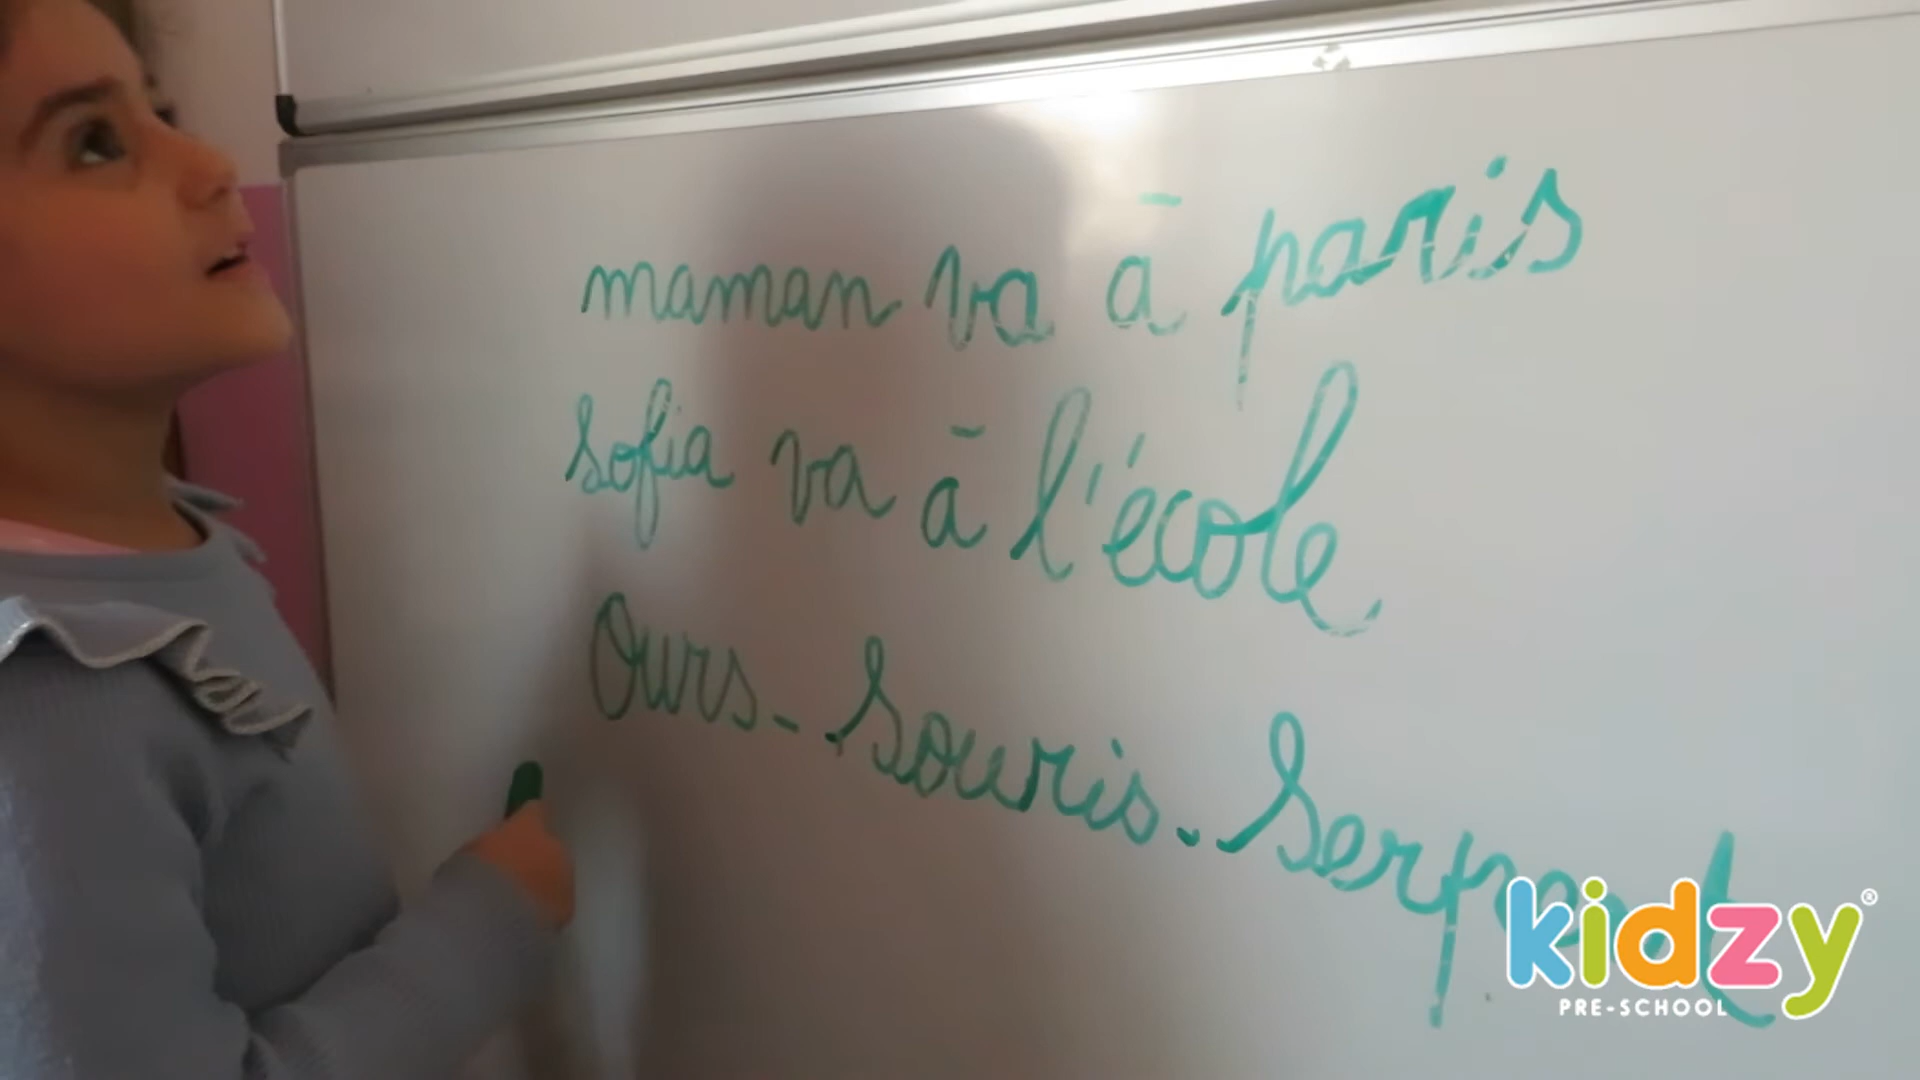 maman va à paris
sofia va à l'école
Ours - Souris - Serpent
kidzy®
PRE-SCHOOL